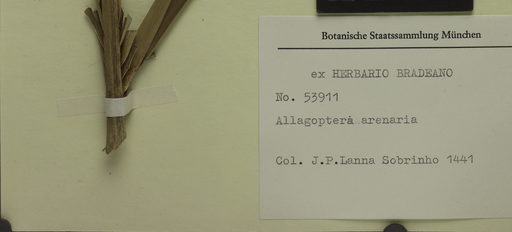 Botanische Staatssammlung München
ex HERBARIO BRADEANO
No. 53911
Allagoptera arenaria
Col. J.P.Lanna Sobrinho 1441